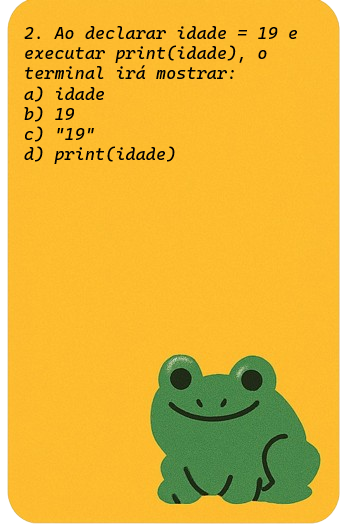 2. Ao declarar idade = 19 e
executar print(idade), o
terminal irá mostrar:
a) idade
b) 19
c) "19"
d) print(idade)